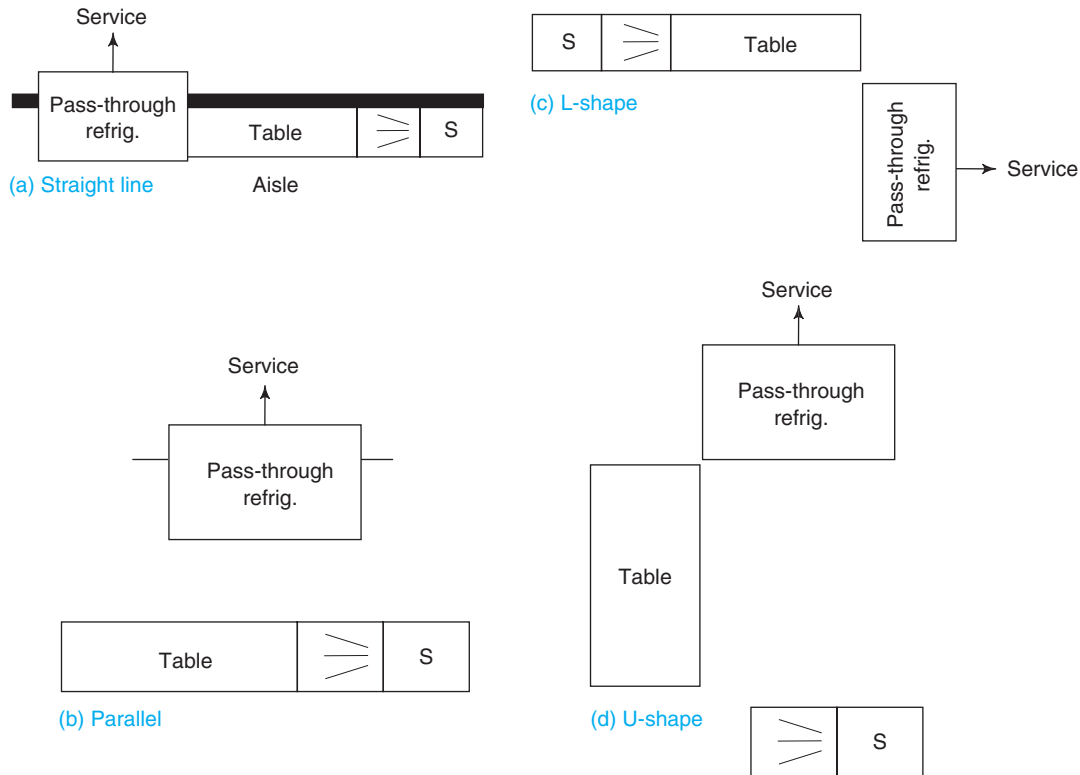 Service
Pass-through
refrig.
Table
S
(a) Straight line
Aisle
S
Table
(c) L-shape
Pass-through
refrig.
Service
Service
Pass-through
refrig.
Table
S
(b) Parallel
Service
Pass-through
refrig.
Table
(d) U-shape
S